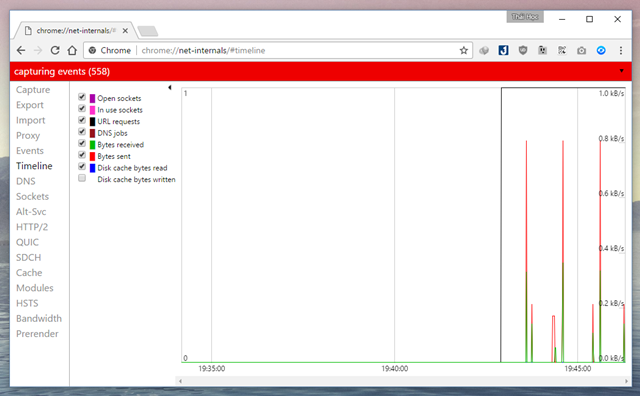 Thái Học
chrome://net-internals/#
Chrome
chrome://net-internals/#timeline
capturing events (558)
Capture
Export
Import
Proxy
Events
Timeline
DNS
Sockets
Alt-Svc
HTTP/2
QUIC
SDCH
Cache
Modules
HSTS
Bandwidth
Prerender
Open sockets
In use sockets
URL requests
DNS jobs
Bytes received
Bytes sent
Disk cache bytes read
Disk cache bytes written
1
0
1.0 kB/s
0.8 kB/s
0.6 kB/s
0.4 kB/s
0.2 kB/s
0.0 kB/s
19:35:00
19:40:00
19:45:00